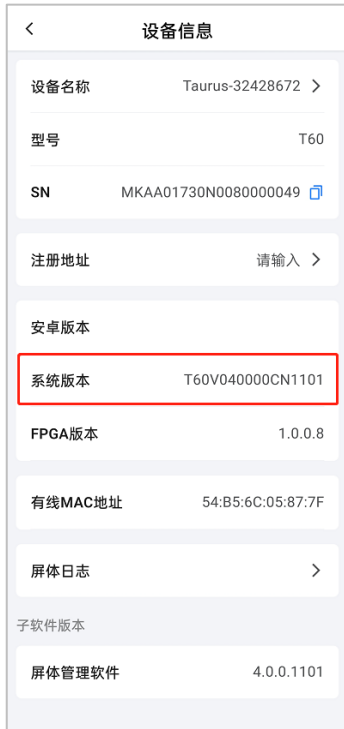 设备信息
设备名称 Taurus-32428672
型号 T60
SN MKAA01730N0080000049
注册地址 请输入
安卓版本
系统版本 T60V040000CN1101
FPGA版本 1.0.0.8
有线MAC地址 54:B5:6C:05:87:7F
屏体日志
子软件版本
屏体管理软件 4.0.0.1101